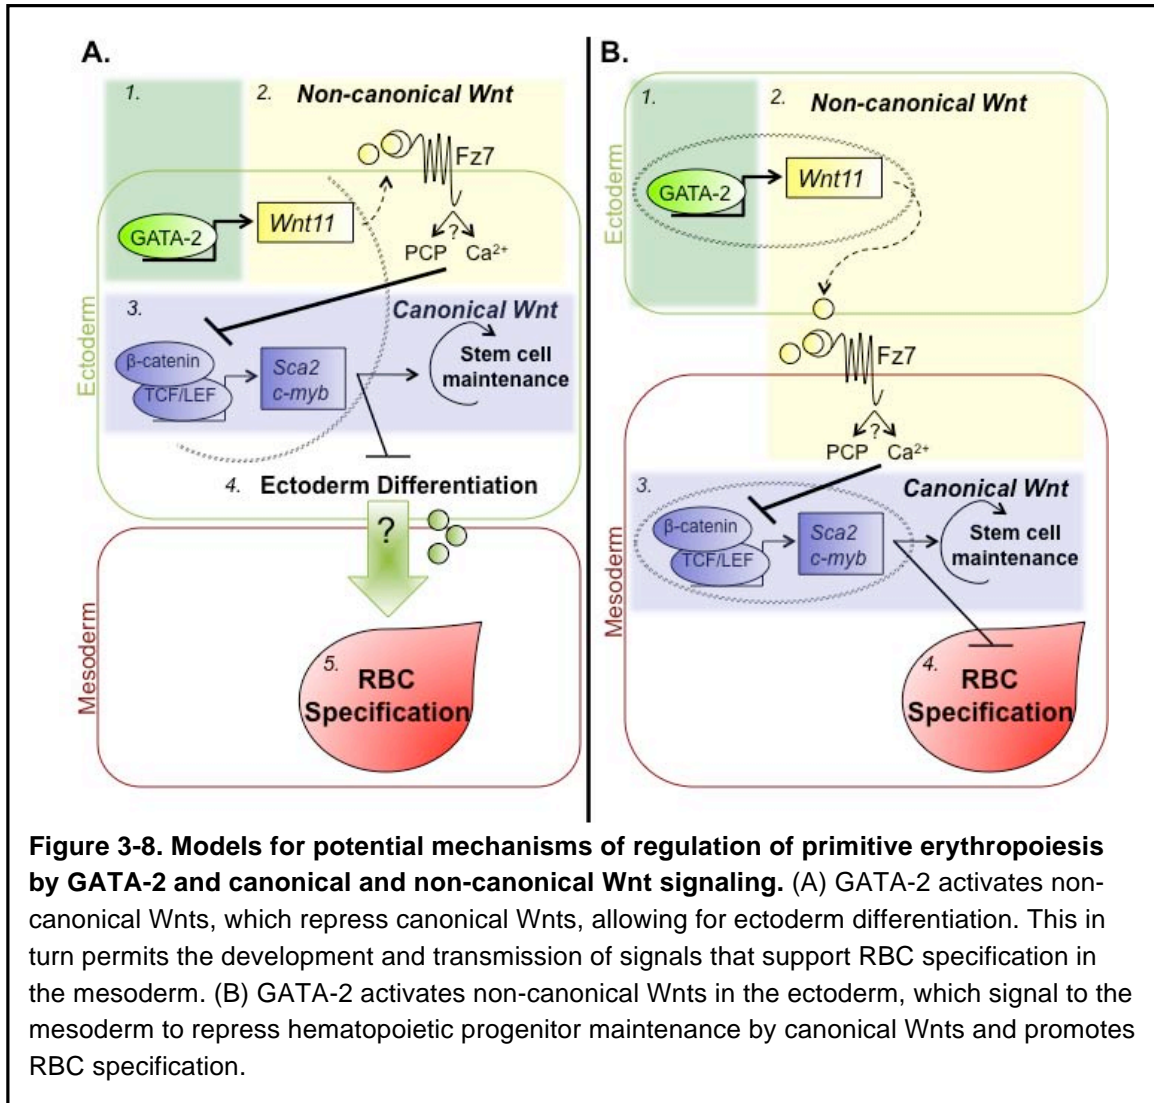 A.
1.
2.
Non-canonical Wnt
Fz7
GATA-2
Wnt11
?
PCP
Ca2+
Ectoderm
3.
Canonical Wnt
β-catenin
TCF/LEF
Sca2
c-myb
Stem cell
maintenance
4.
Ectoderm Differentiation
?
Mesoderm
5.
RBC
Specification
B.
1.
2.
Non-canonical Wnt
Ectoderm
GATA-2
Wnt11
Fz7
?
PCP
Ca2+
Mesoderm
3.
Canonical Wnt
β-catenin
TCF/LEF
Sca2
c-myb
Stem cell
maintenance
4.
RBC
Specification
Figure 3-8. Models for potential mechanisms of regulation of primitive erythropoiesis
by GATA-2 and canonical and non-canonical Wnt signaling. (A) GATA-2 activates non-
canonical Wnts, which repress canonical Wnts, allowing for ectoderm differentiation. This in
turn permits the development and transmission of signals that support RBC specification in
the mesoderm. (B) GATA-2 activates non-canonical Wnts in the ectoderm, which signal to the
mesoderm to repress hematopoietic progenitor maintenance by canonical Wnts and promotes
RBC specification.